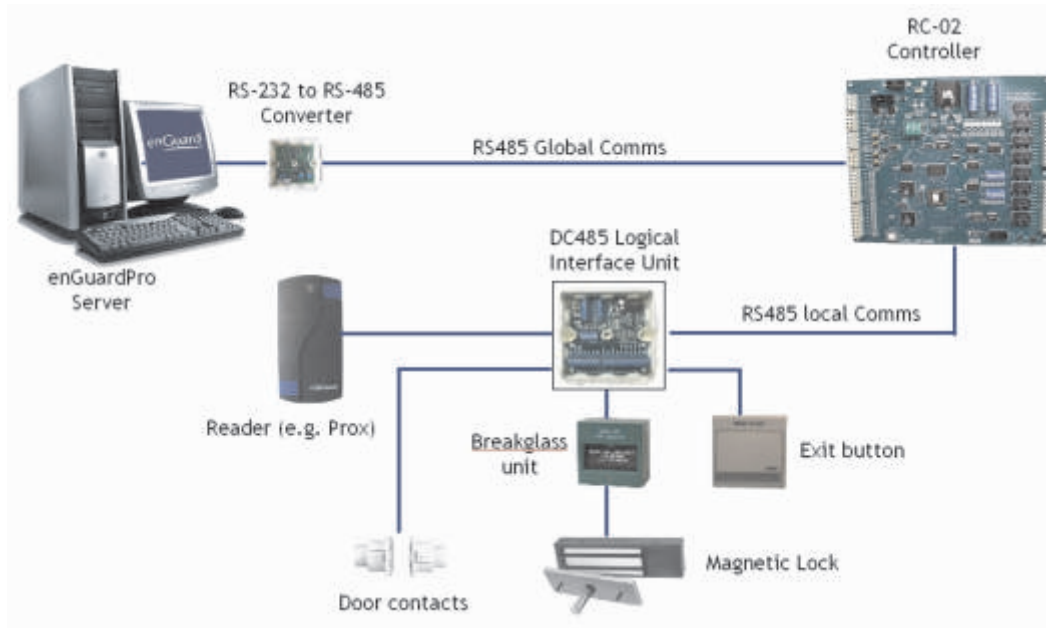 RC-02
Controller
RS-232 to RS-485
Converter
enGuard
RS485 Global Comms
DC485 Logical
Interface Unit
enGuardPro
Server
RS485 local Comms
Reader (e.g. Prox)
Breakglass
unit
Exit button
Magnetic Lock
Door contacts